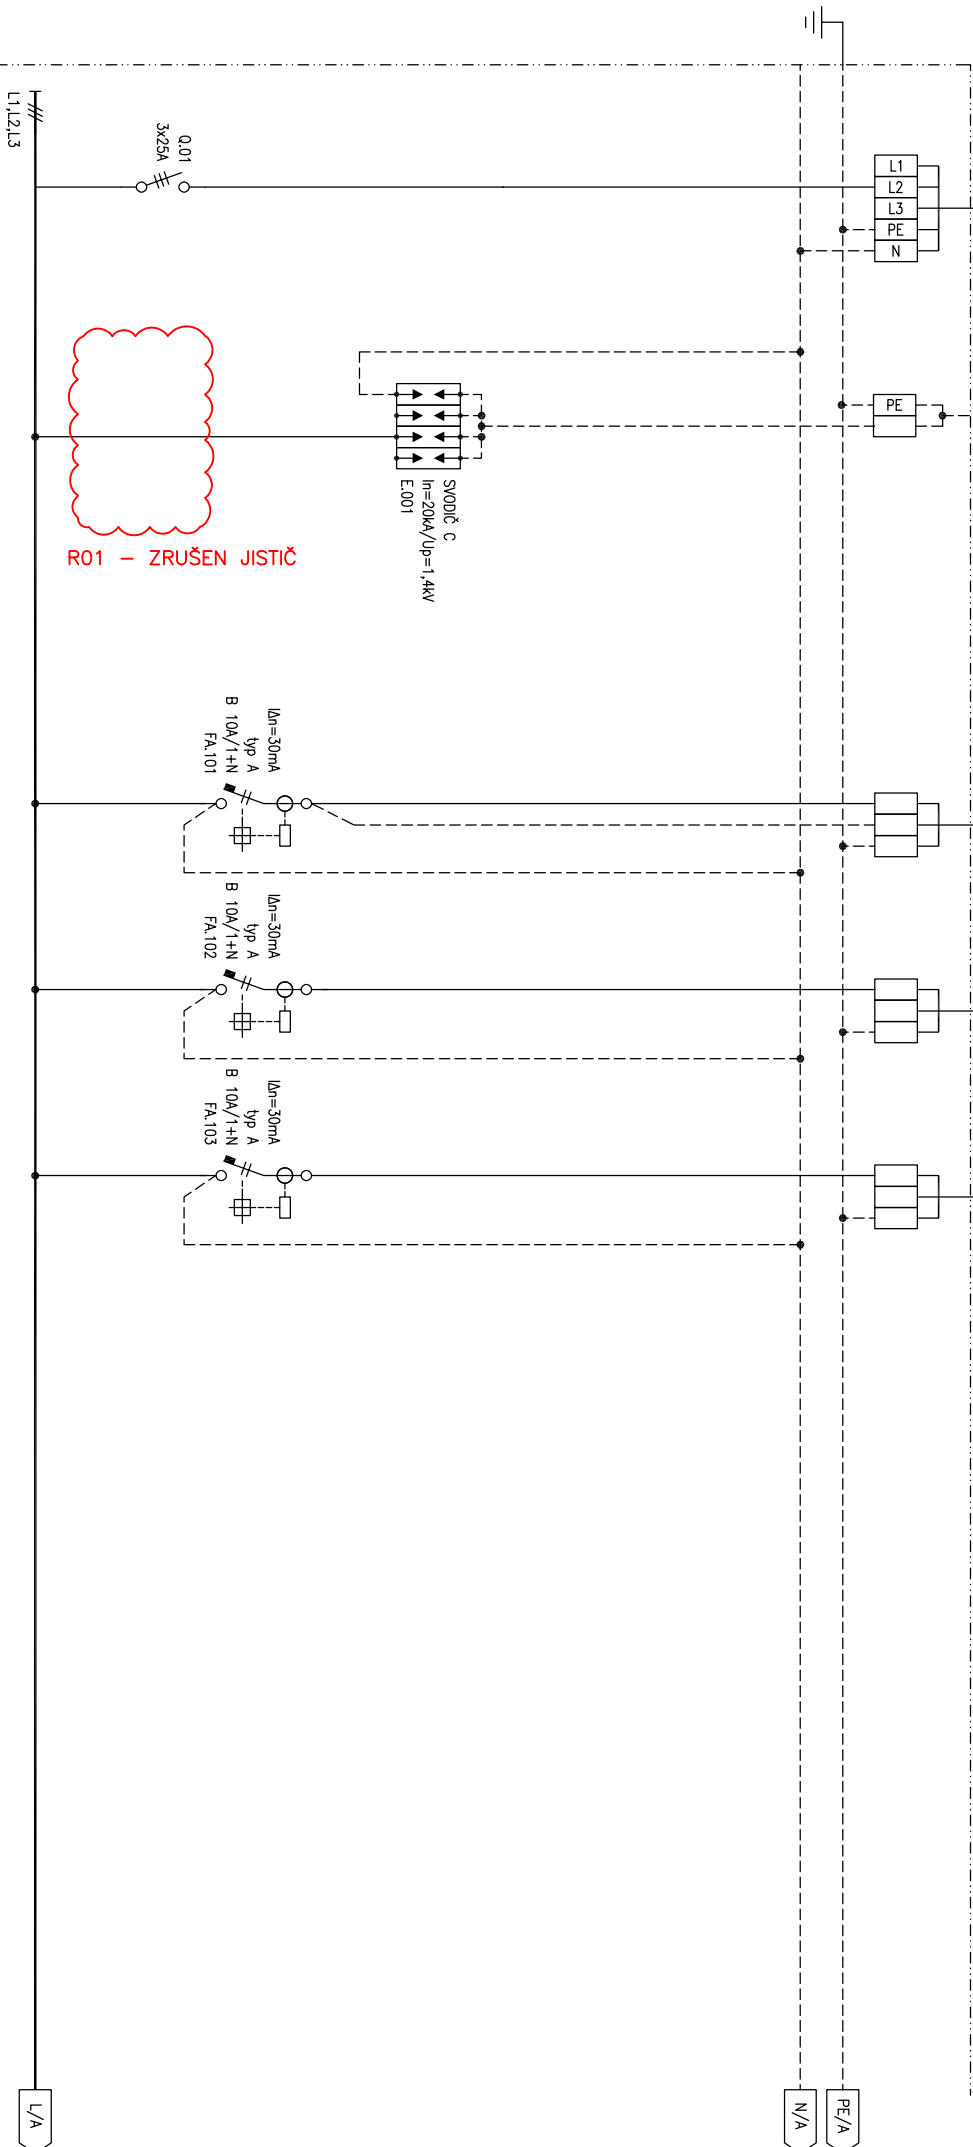 L1,L2,L3
Q.01
3x25A
L1
L2
L3
PE
N
PE
SVODIČ C
In=20kA/Up=1,4kV
E.001
R01 – ZRUŠEN JISTIČ
IΔn=30mA
typ A
B 10A/1+N
FA.101
IΔn=30mA
typ A
B 10A/1+N
FA.102
IΔn=30mA
typ A
B 10A/1+N
FA.103
L/A
N/A
PE/A